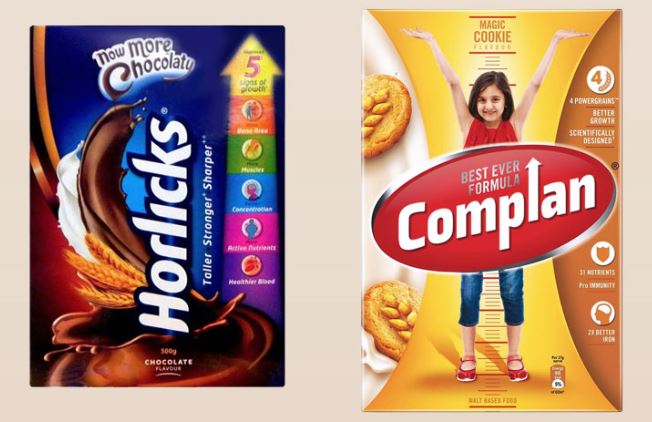 now more
Chocolaty
5
signs of
growth
Bone Area
Muscles
Concentration
Active Nutrients
Healthier Blood
Horlicks®
Taller Stronger Sharper
500g
CHOCOLATE
FLAVOUR
MAGIC
COOKIE
FLAVOUR
4
4 POWERGRAINS™
BETTER
GROWTH
SCIENTIFICALLY
DESIGNED
BEST EVER
FORMULA
Complan
®
31 NUTRIENTS
Pro IMMUNITY
2X BETTER
IRON
MALT BASED FOOD